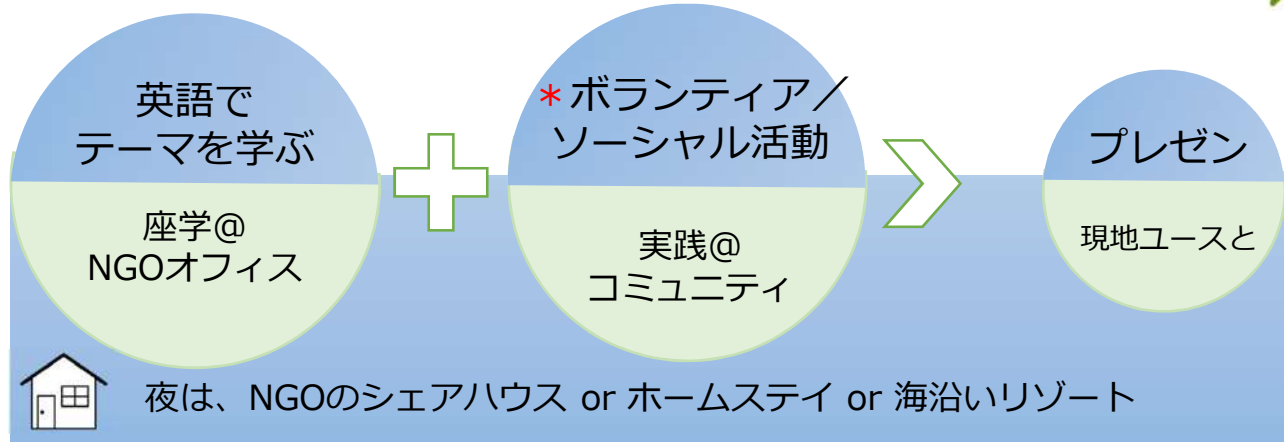 英語で
テーマを学ぶ
座学@
NGOオフィス
*ボランティア／
ソーシャル活動
実践@
コミュニティ
プレゼン
現地ユースと
夜は、NGOのシェアハウス or ホームステイ or 海沿いリゾート